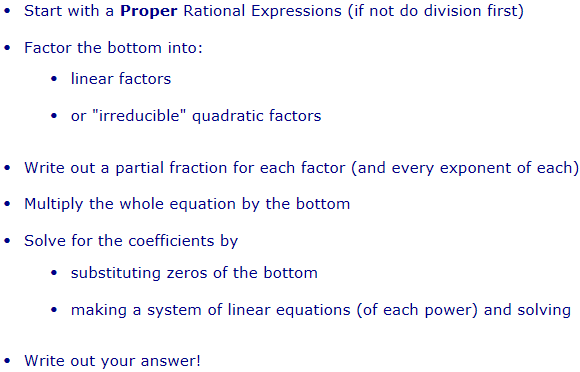 • Start with a Proper Rational Expressions (if not do division first)
• Factor the bottom into:
• linear factors
• or "irreducible" quadratic factors
• Write out a partial fraction for each factor (and every exponent of each)
• Multiply the whole equation by the bottom
• Solve for the coefficients by
• substituting zeros of the bottom
• making a system of linear equations (of each power) and solving
• Write out your answer!